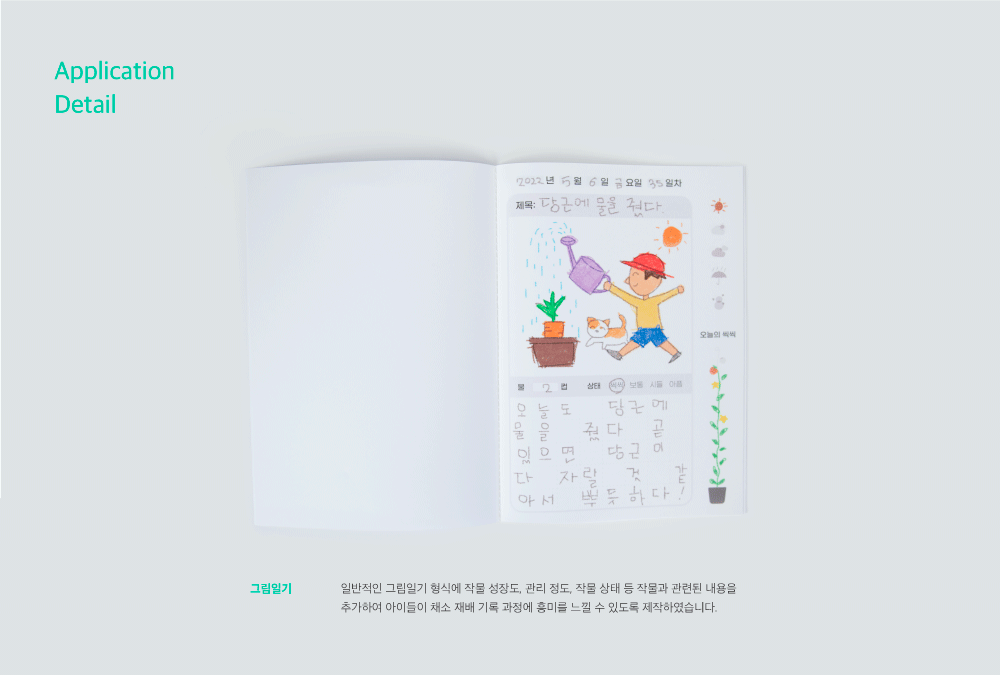 Application
Detail
2022년 5월 6일 금요일 35일차
제목: 당근에 물을 줬다.
오늘의 쑥쑥
물 2 컵 상태 쑥쑥 보통 시듦 아픔
오늘도 당근에
물을 줬다 곧
있으면 당근이
다 자랄 것 같
아서 뿌듯하다!
그림일기
일반적인 그림일기 형식에 작물 성장도, 관리 정도, 작물 상태 등 작물과 관련된 내용을
추가하여 아이들이 채소 재배 기록 과정에 흥미를 느낄 수 있도록 제작하였습니다.